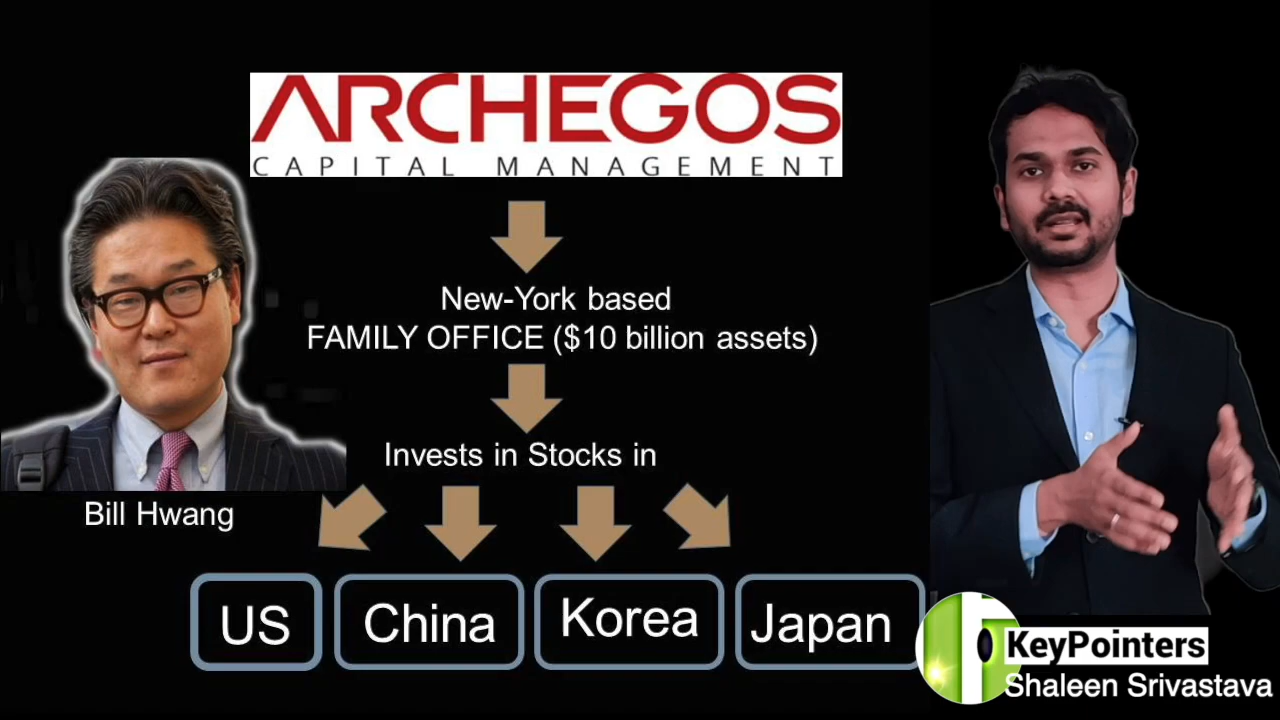 ARCHEGOS
CAPITAL MANAGEMENT
New-York based
FAMILY OFFICE ($10 billion assets)
Invests in Stocks in
Bill Hwang
US
China
Korea
Japan
KeyPointers
Shaleen Srivastava